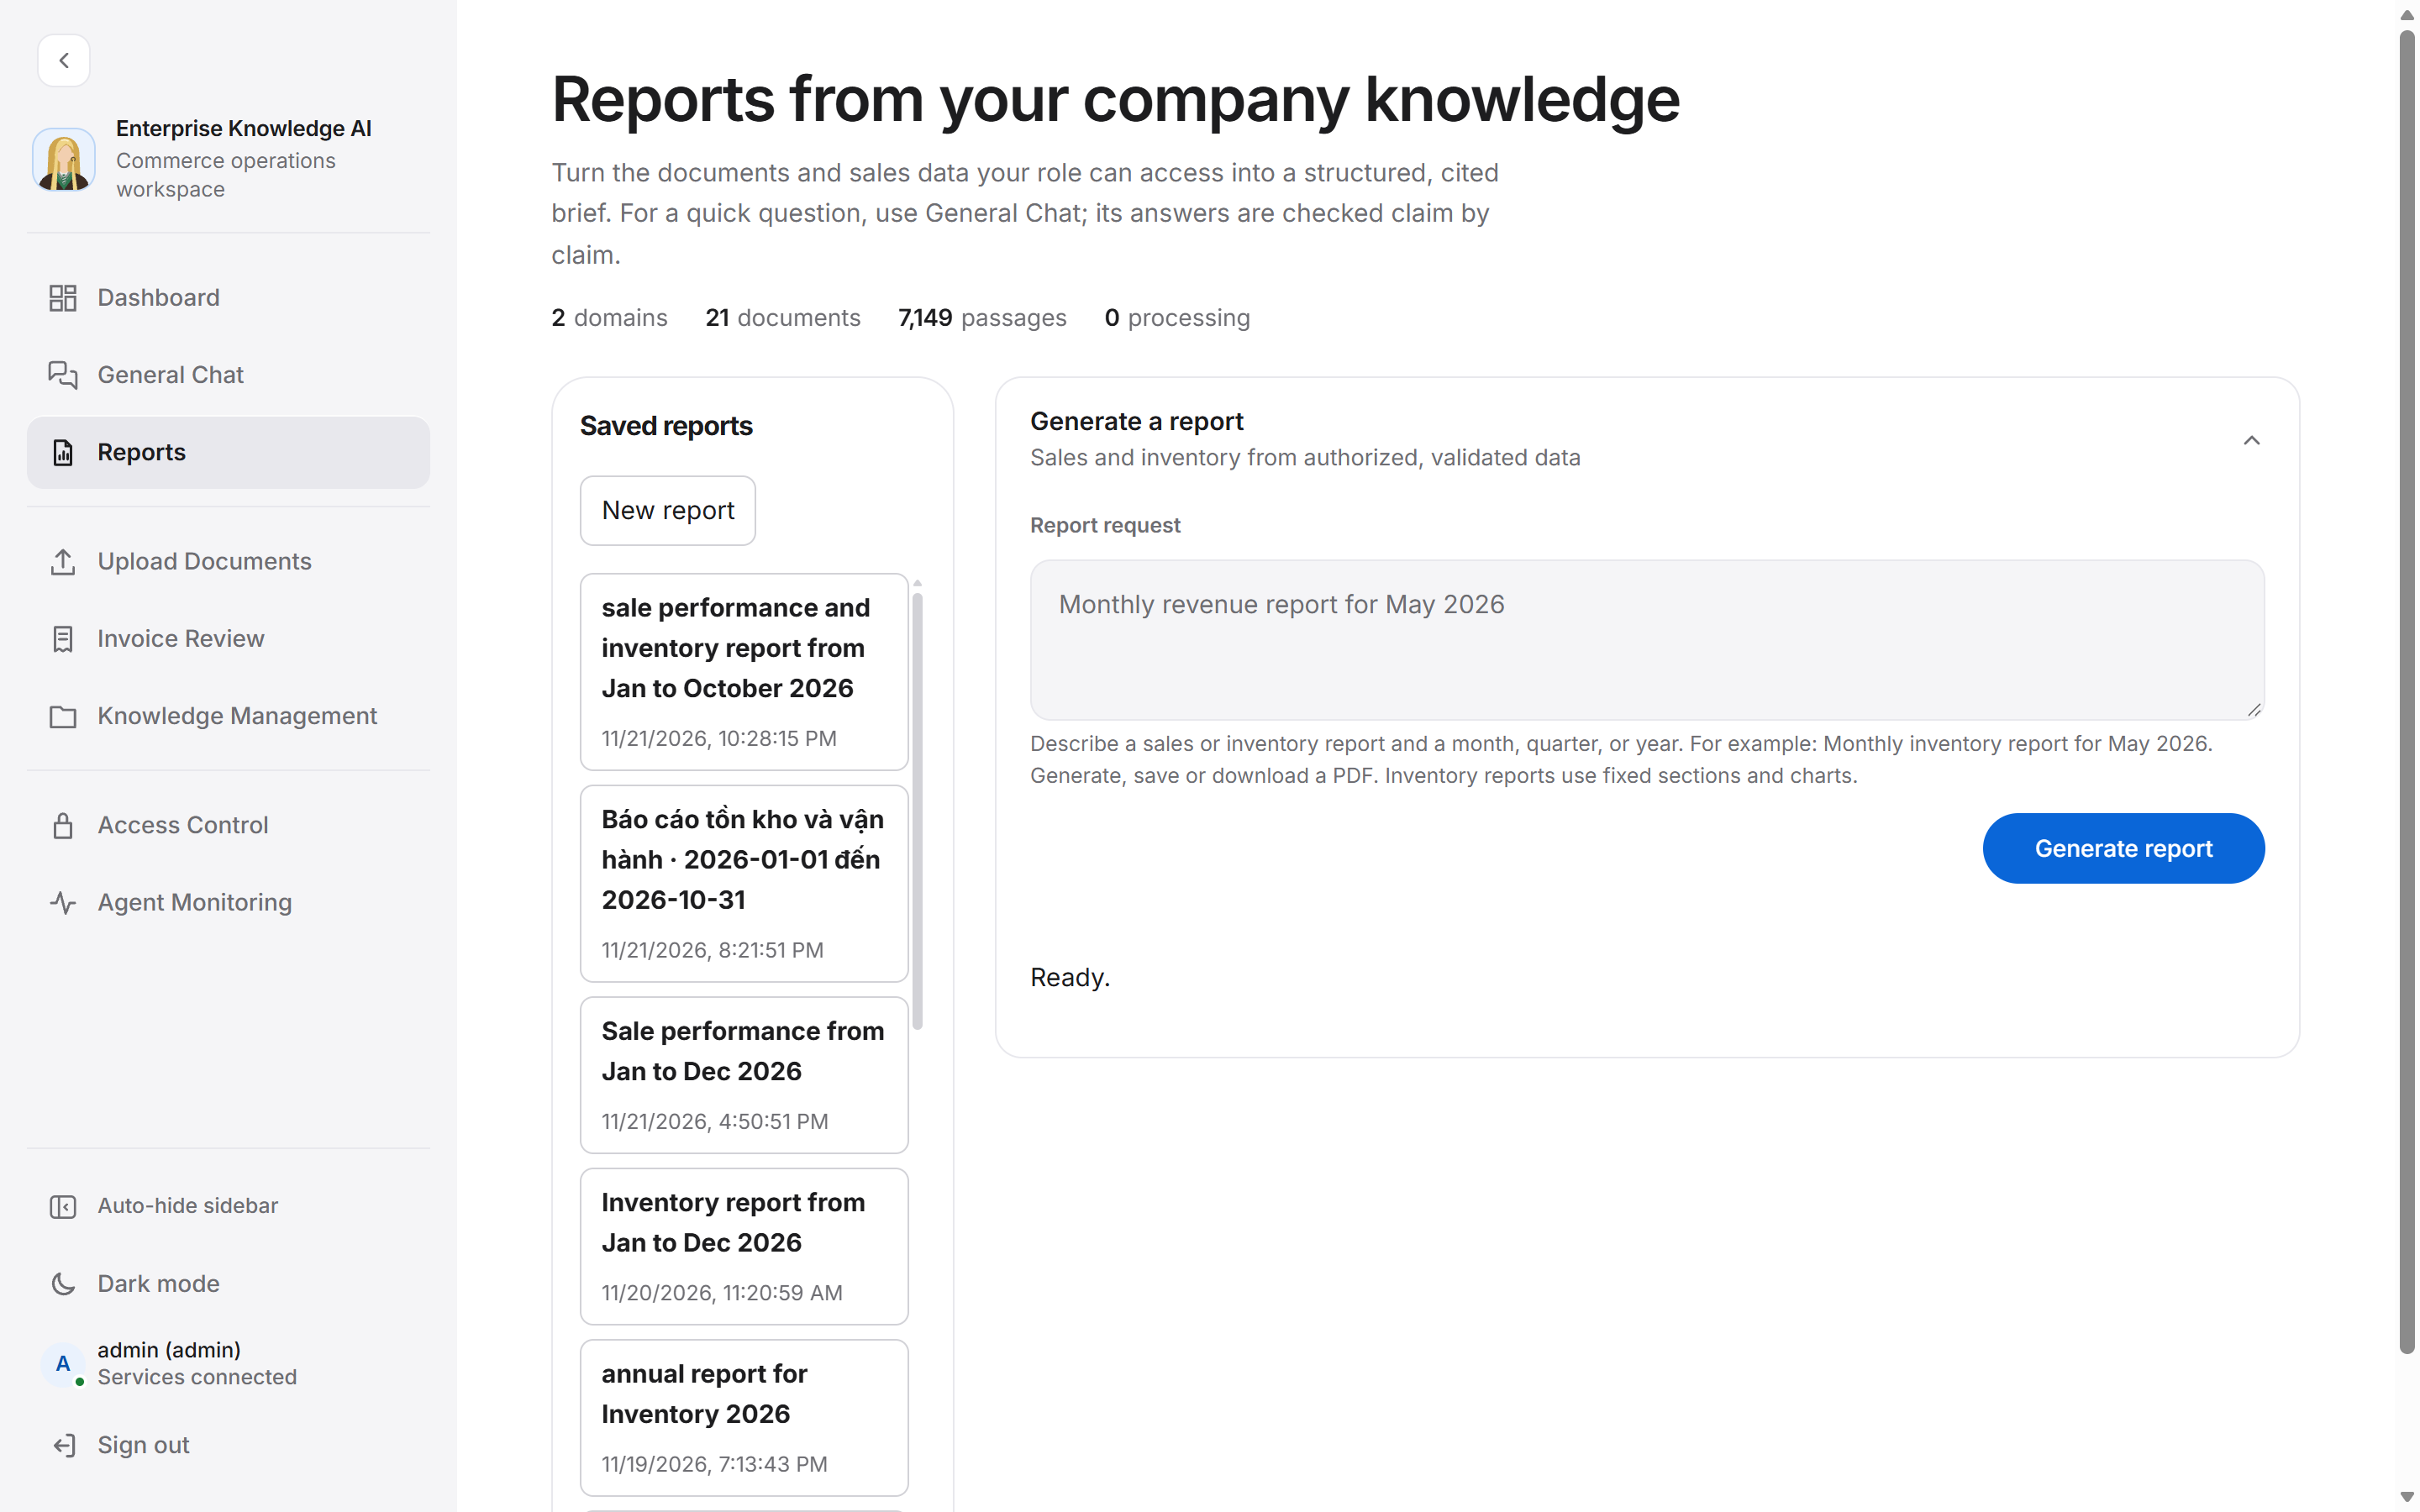 Enterprise Knowledge AI
Commerce operations
workspace
Dashboard
General Chat
Reports
Upload Documents
Invoice Review
Knowledge Management
Access Control
Agent Monitoring
Auto-hide sidebar
Dark mode
A
admin (admin)
Services connected
Sign out
Reports from your company knowledge
Turn the documents and sales data your role can access into a structured, cited
brief. For a quick question, use General Chat; its answers are checked claim by
claim.
2 domains 21 documents 7,149 passages 0 processing
Saved reports
New report
sale performance and
inventory report from
Jan to October 2026
11/21/2026, 10:28:15 PM
Báo cáo tồn kho và vận
hành · 2026-01-01 đến
2026-10-31
11/21/2026, 8:21:51 PM
Sale performance from
Jan to Dec 2026
11/21/2026, 4:50:51 PM
Inventory report from
Jan to Dec 2026
11/20/2026, 11:20:59 AM
annual report for
Inventory 2026
11/19/2026, 7:13:43 PM
Generate a report
Sales and inventory from authorized, validated data
Report request
Monthly revenue report for May 2026
Describe a sales or inventory report and a month, quarter, or year. For example: Monthly inventory report for May 2026.
Generate, save or download a PDF. Inventory reports use fixed sections and charts.
Generate report
Ready.